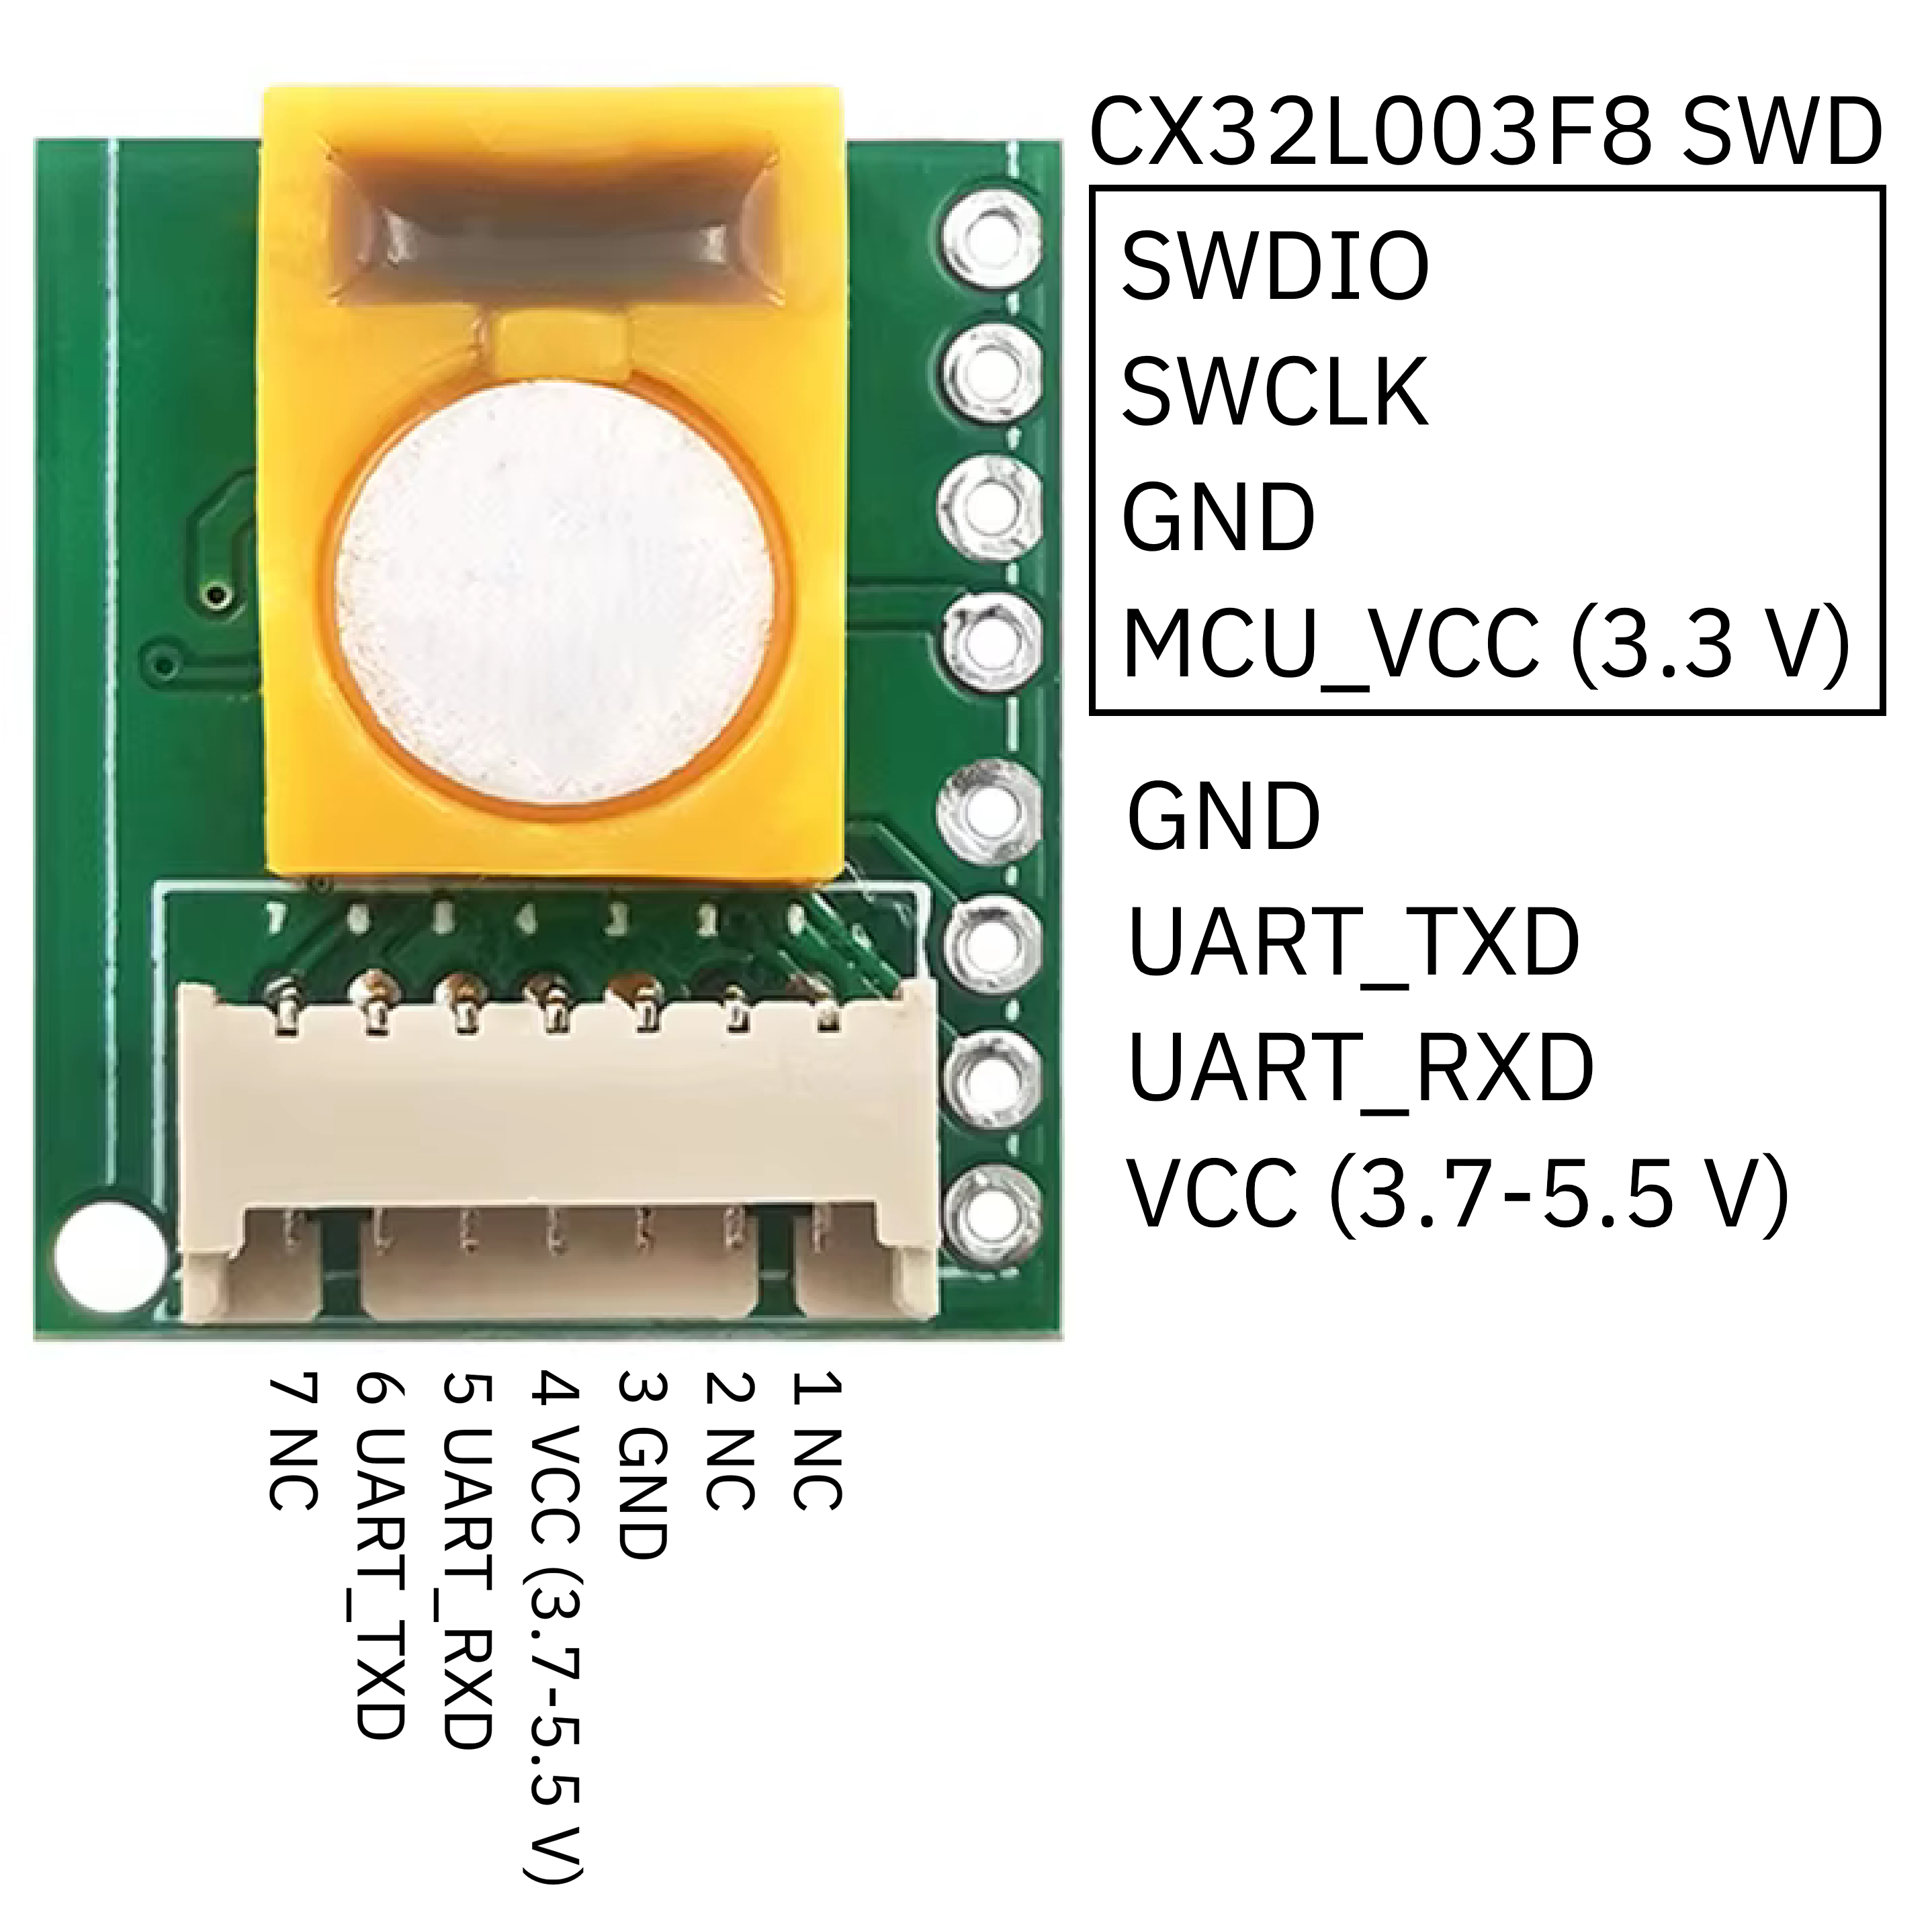 CX32L003F8 SWD
SWDIO
SWCLK
GND
MCU_VCC (3.3 V)
GND
UART_TXD
UART_RXD
VCC (3.7-5.5 V)
7 NC
6 UART_TXD
5 UART_RXD
4 VCC (3.7-5.5 V)
3 GND
2 NC
1 NC